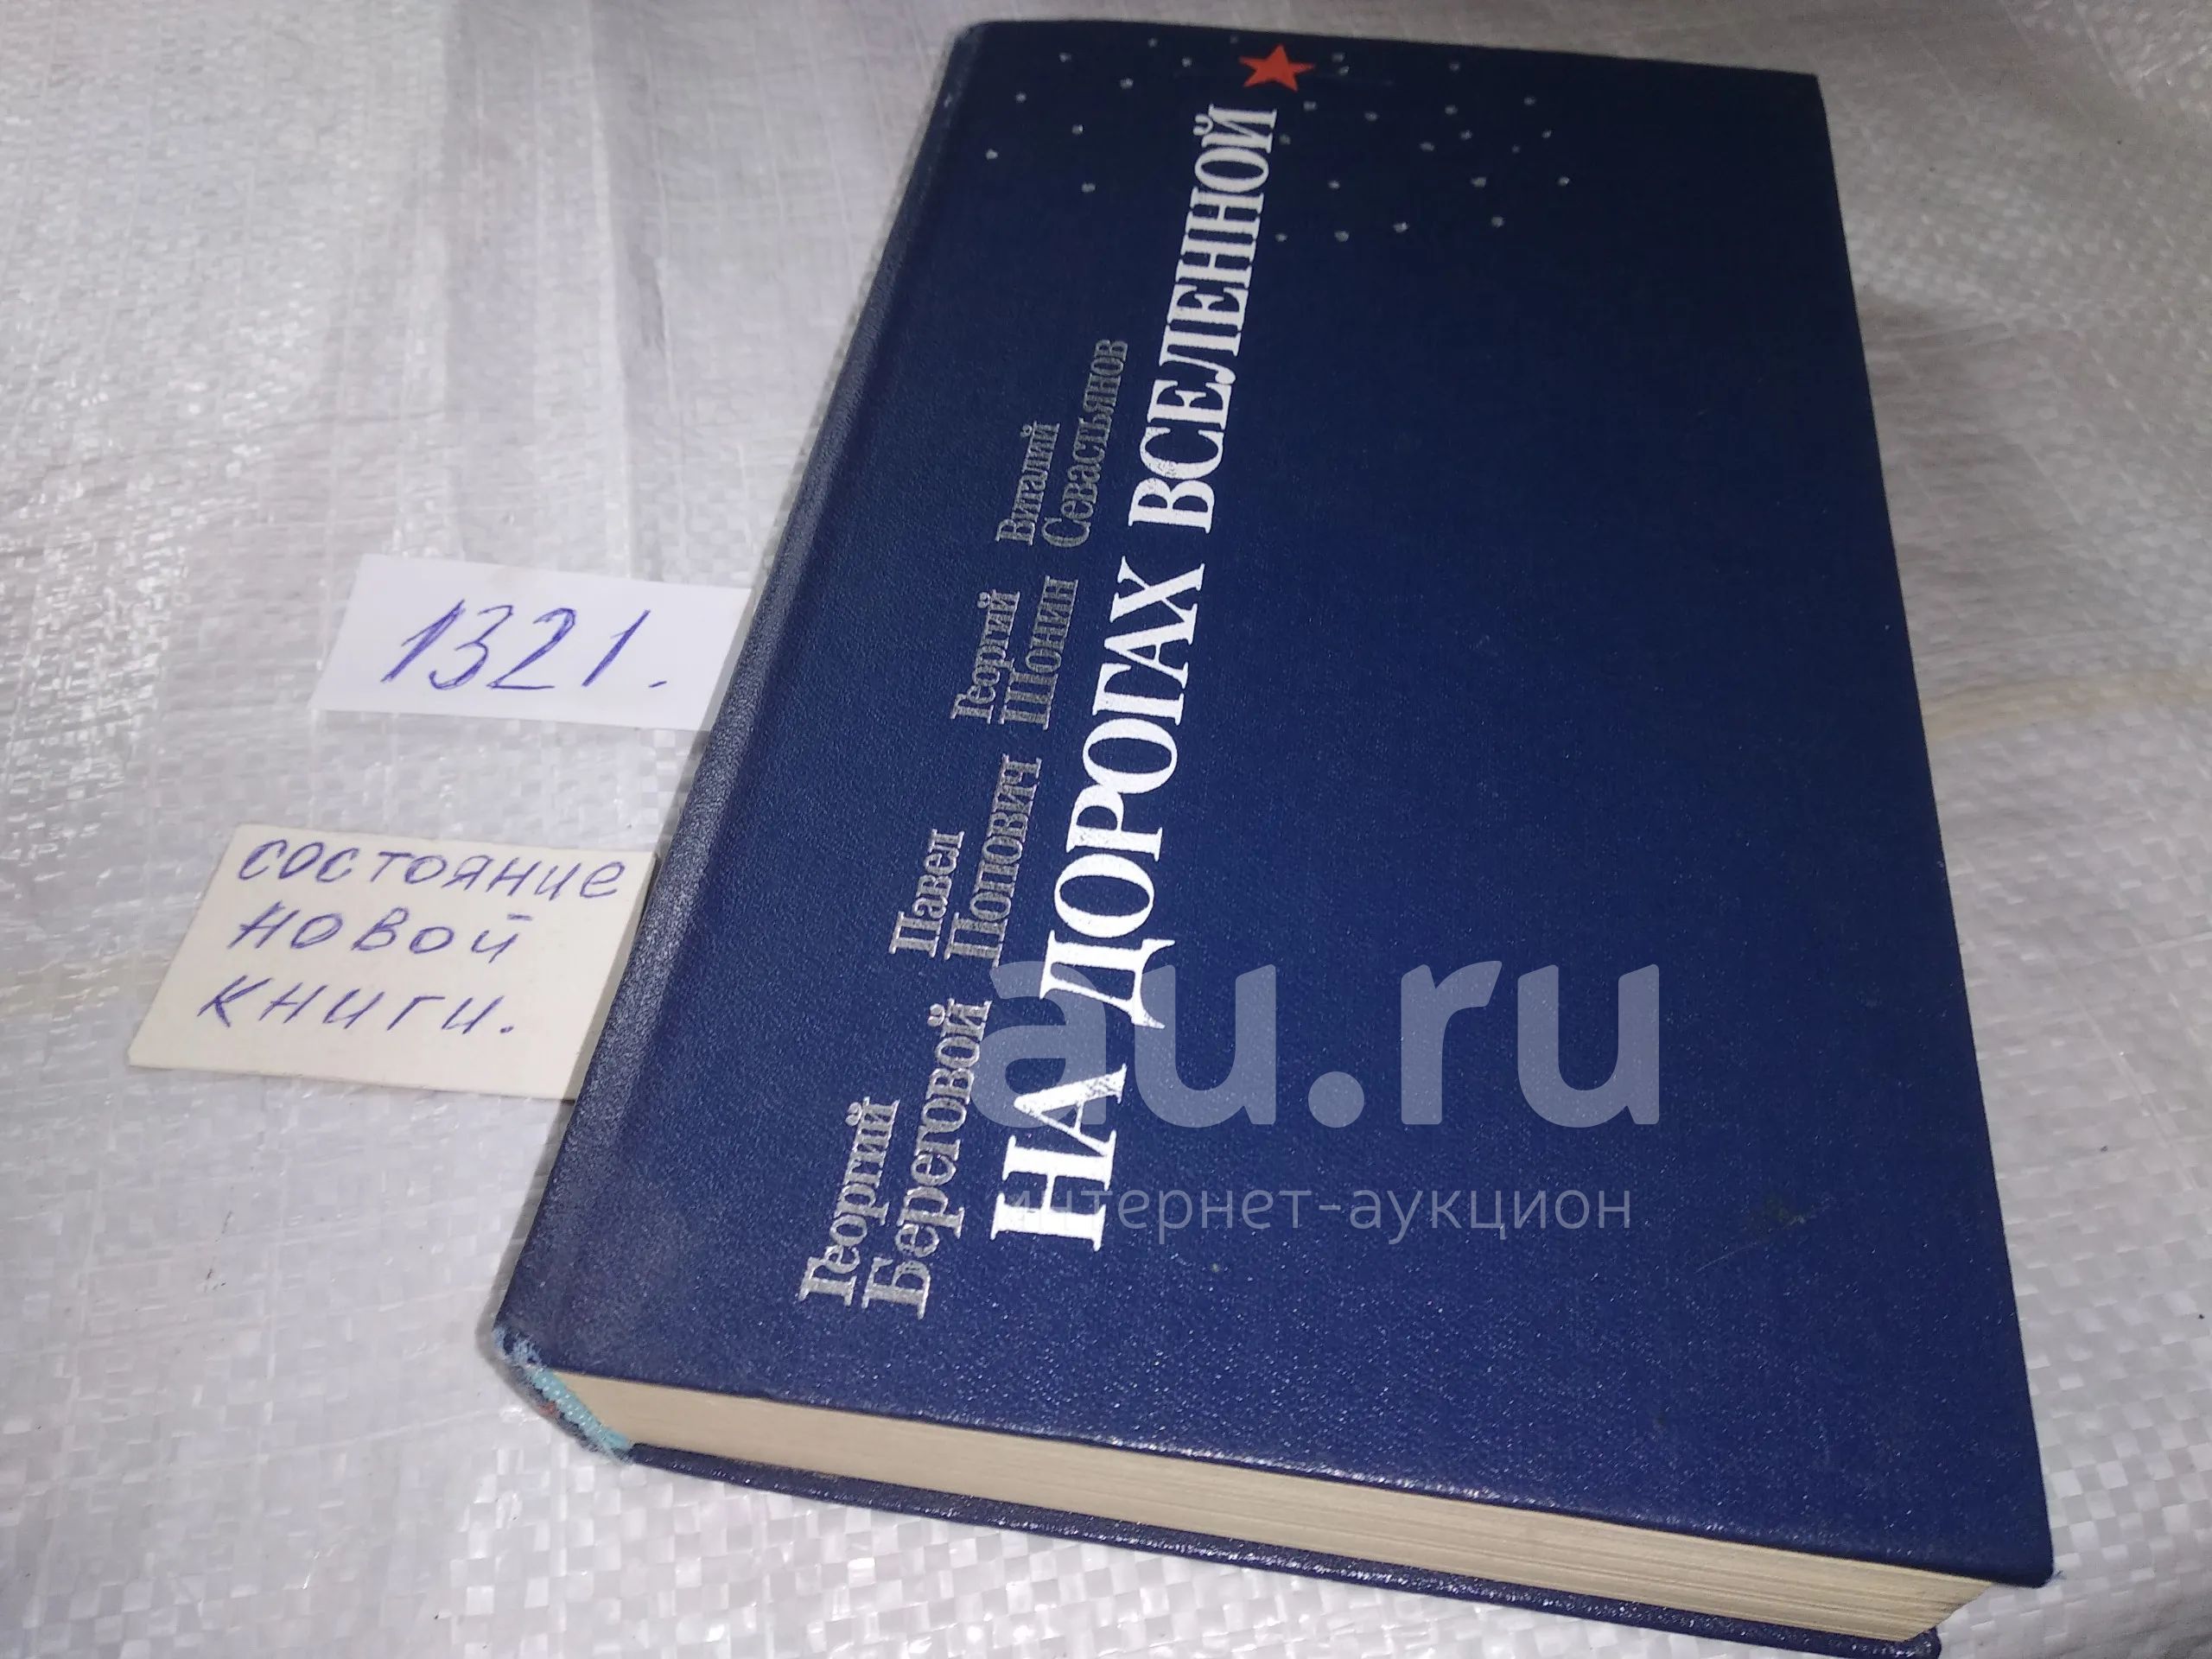 Георгий
Береговой
Павел
Попович
Георгий
Шонин
Виталий
Севастьянов
НА ДОРОГАХ ВСЕЛЕННОЙ
1321.
состояние
новой
книги.
au.ru
интернет-аукцион